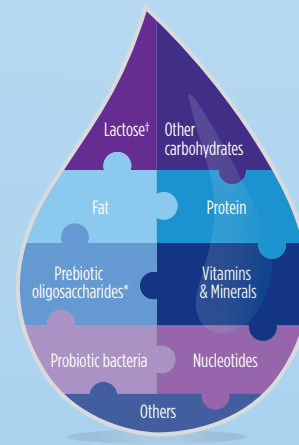 Lactose†
Other
carbohydrates
Fat
Protein
Prebiotic
oligosaccharides*
Vitamins
& Minerals
Probiotic bacteria
Nucleotides
Others